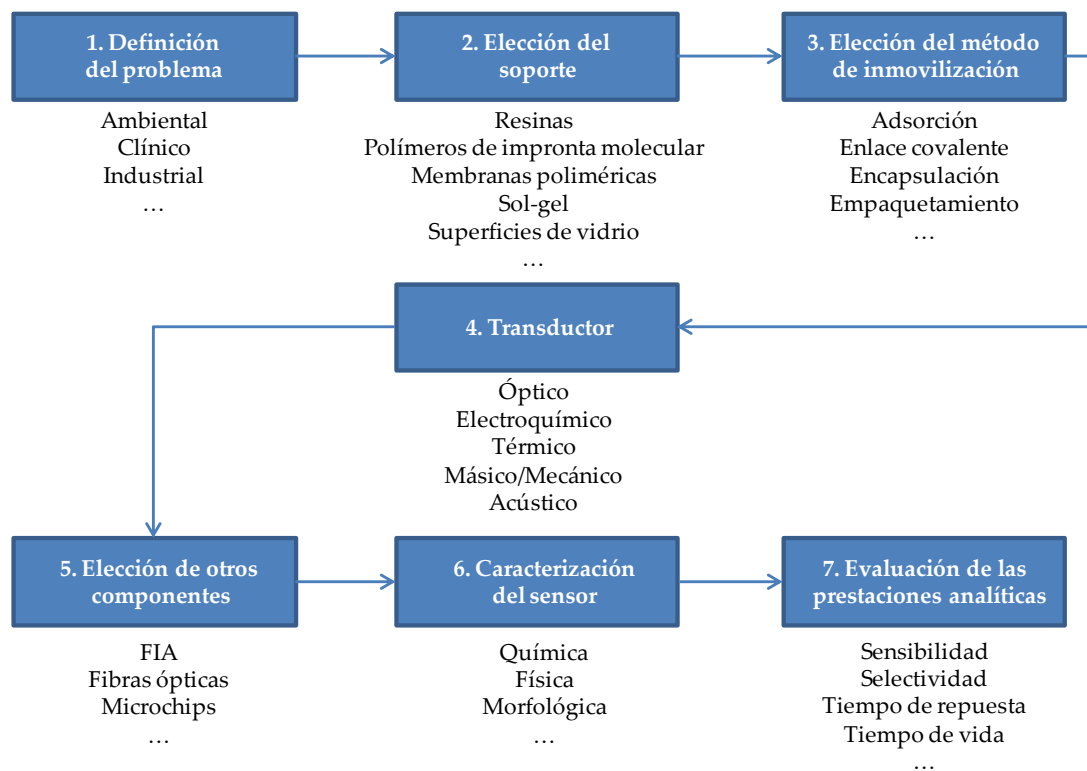 1. Definición
del problema
Ambiental
Clínico
Industrial
…
2. Elección del
soporte
Resinas
Polímeros de impronta molecular
Membranas poliméricas
Sol-gel
Superficies de vidrio
…
3. Elección del método
de inmovilización
Adsorción
Enlace covalente
Encapsulación
Empaquetamiento
…
4. Transductor
Óptico
Electroquímico
Térmico
Másico/Mecánico
Acústico
5. Elección de otros
componentes
FIA
Fibras ópticas
Microchips
…
6. Caracterización
del sensor
Química
Física
Morfológica
…
7. Evaluación de las
prestaciones analíticas
Sensibilidad
Selectividad
Tiempo de repuesta
Tiempo de vida
…